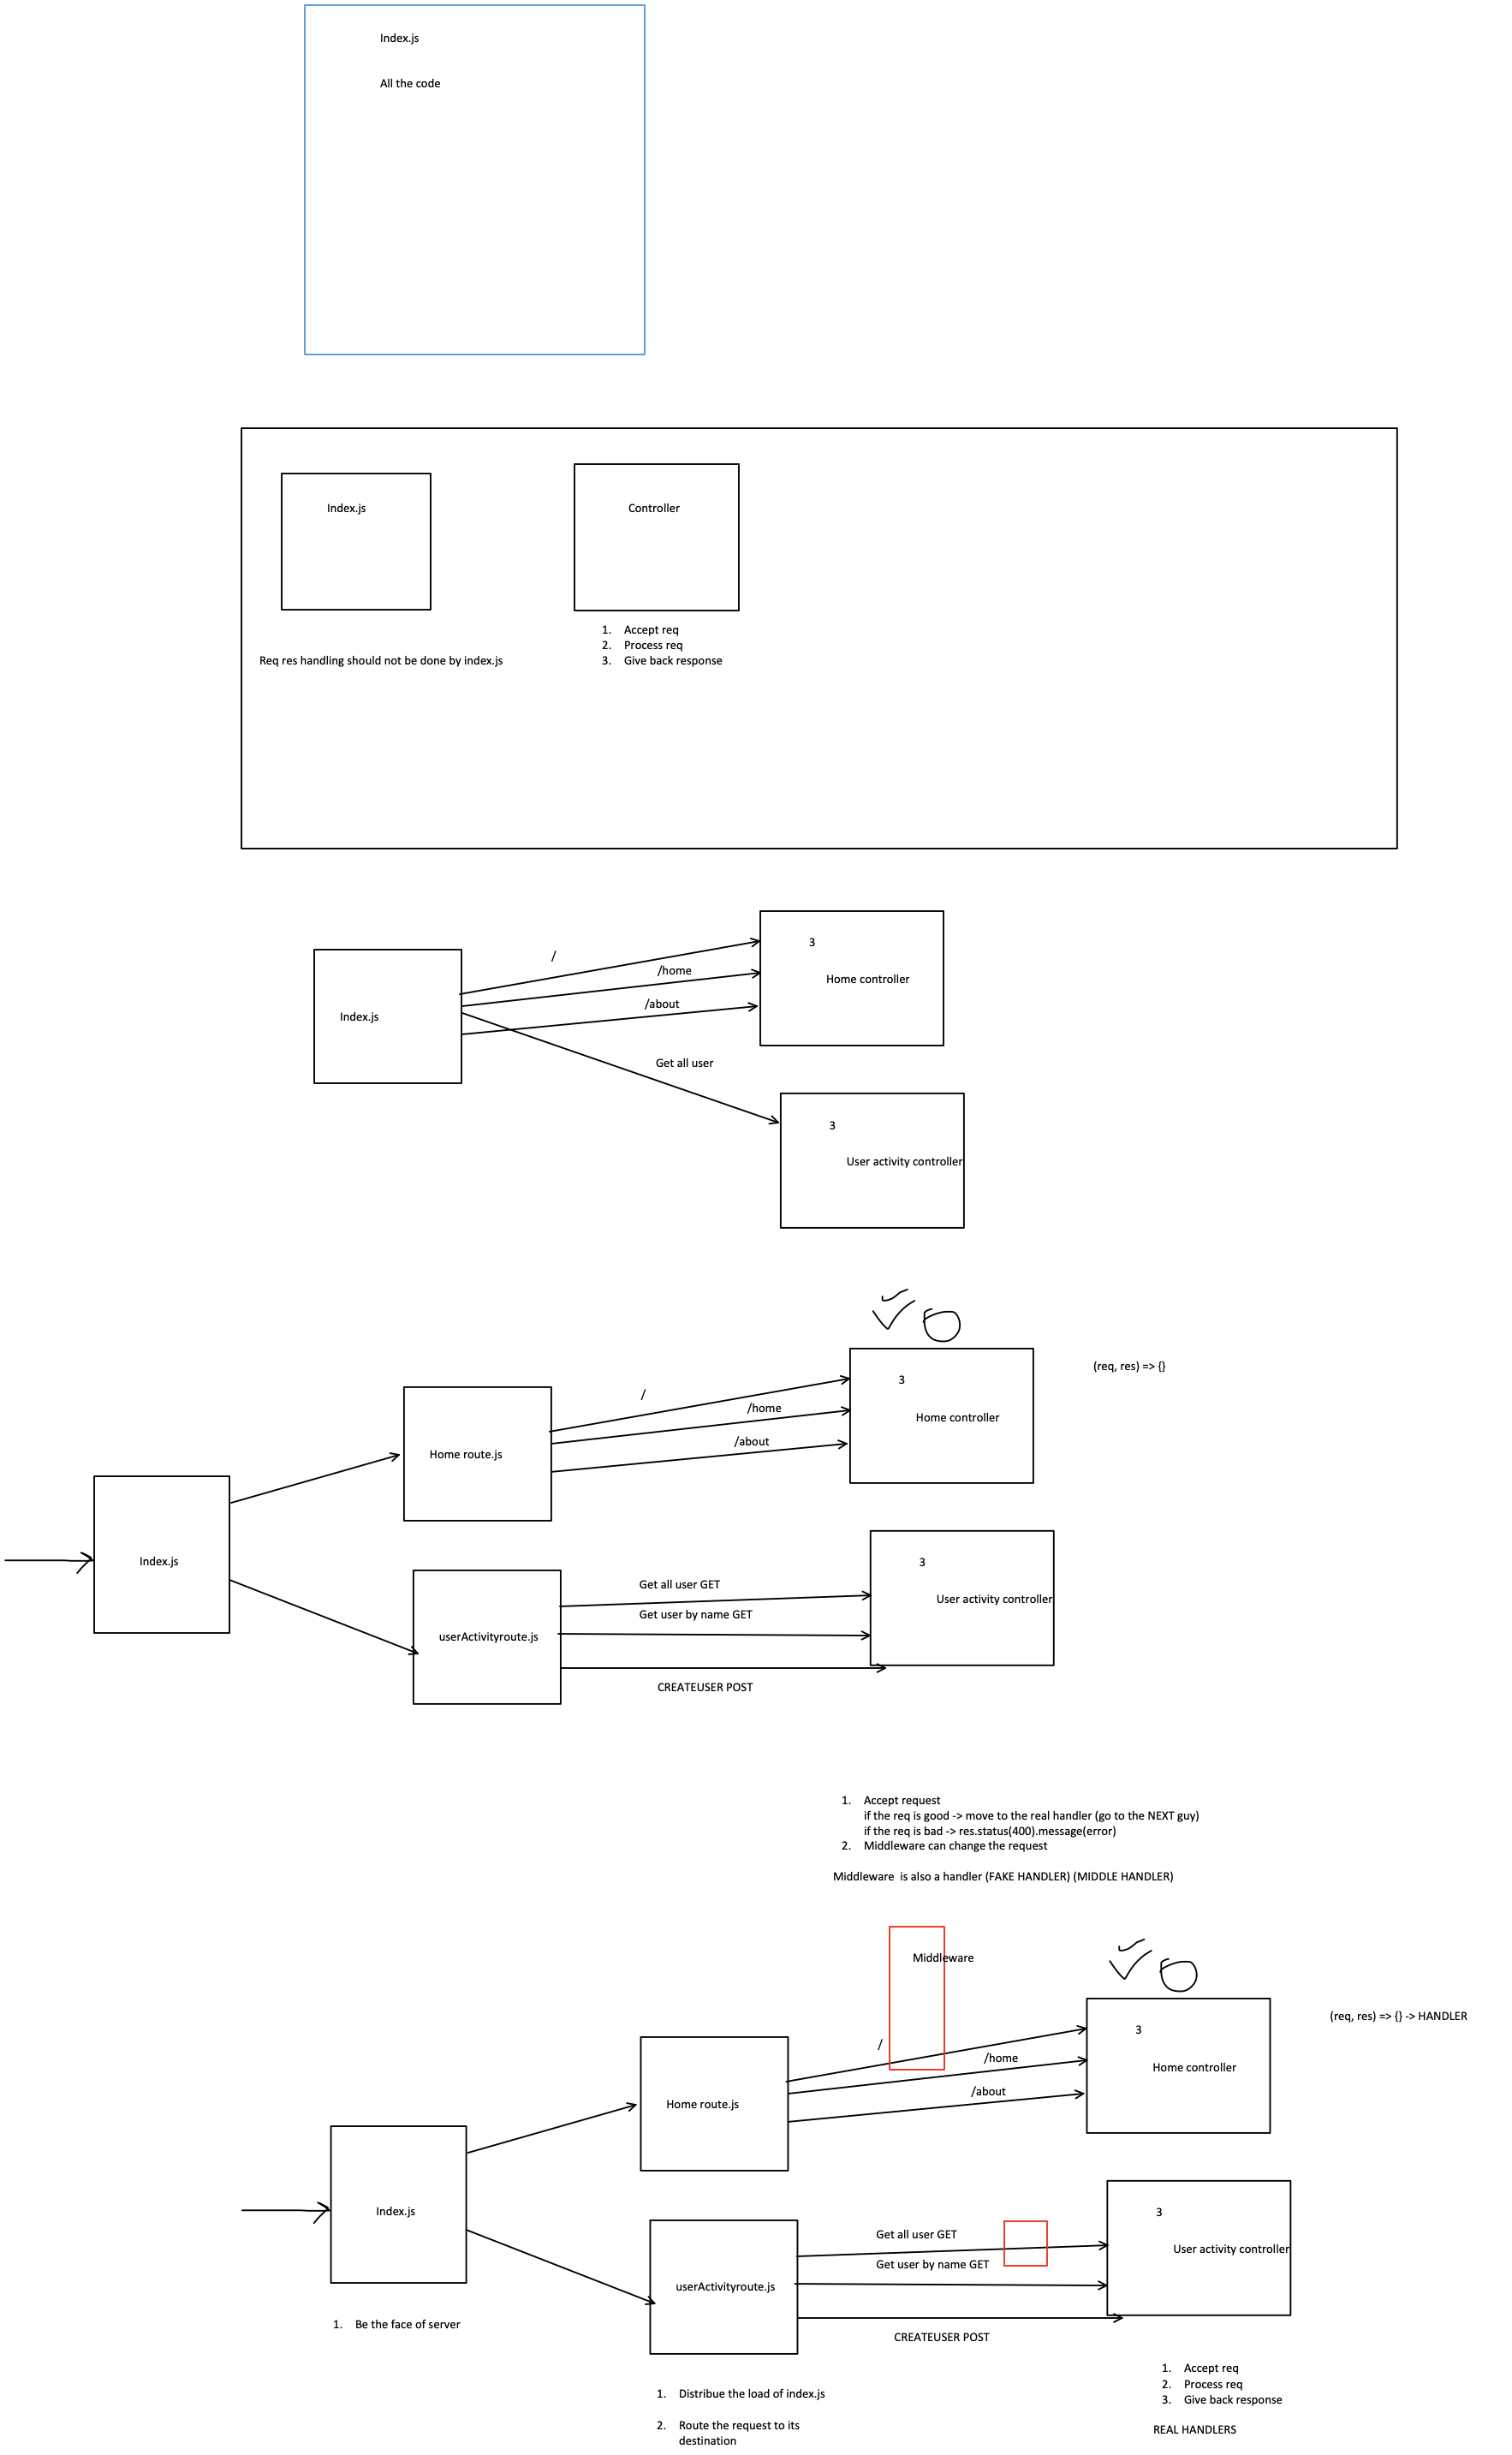 Index.js
All the code
Index.js
Controller
1. Accept req
2. Process req
3. Give back response
Req res handling should not be done by index.js
3
/
/home
Home controller
/about
Index.js
Get all user
3
User activity controller
(req, res) => {}
3
/
/home
Home controller
/about
Home route.js
Index.js
3
Get all user GET
User activity controller
Get user by name GET
userActivityroute.js
CREATEUSER POST
1. Accept request
if the req is good -> move to the real handler (go to the NEXT guy)
if the req is bad -> res.status(400).message(error)
2. Middleware can change the request
Middleware is also a handler (FAKE HANDLER) (MIDDLE HANDLER)
Middleware
(req, res) => {} -> HANDLER
3
/
/home
Home controller
/about
Home route.js
Index.js
3
Get all user GET
User activity controller
Get user by name GET
userActivityroute.js
1. Be the face of server
CREATEUSER POST
1. Accept req
2. Process req
3. Give back response
1. Distribue the load of index.js
2. Route the request to its
destination
REAL HANDLERS